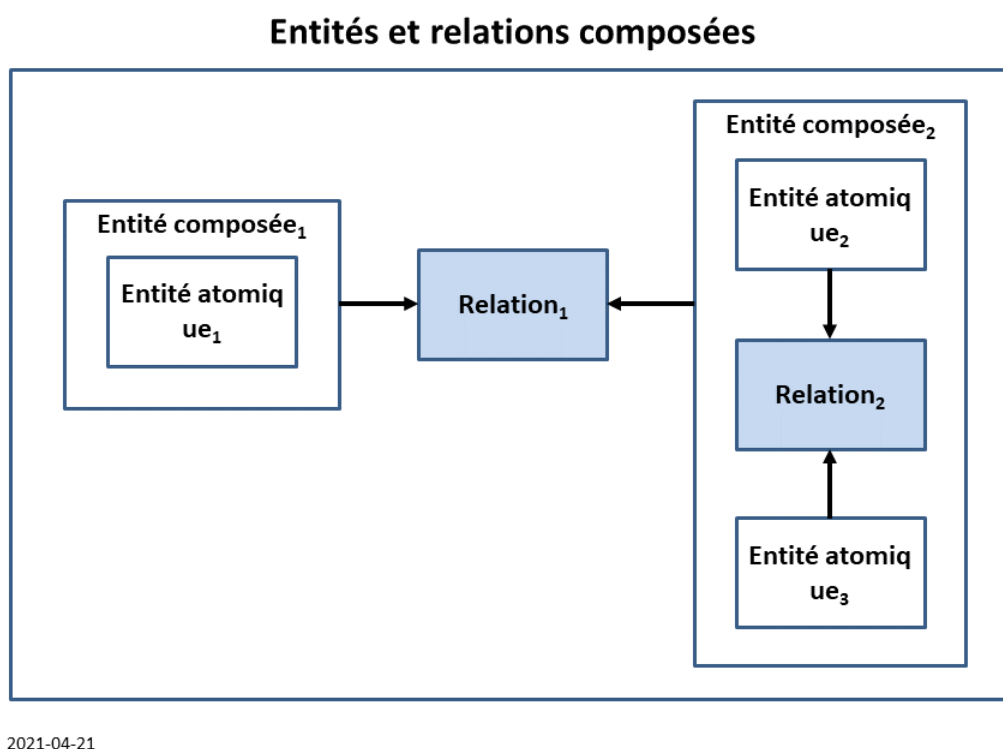 Entités et relations composées
Entité composée₂
Entité atomiq
ue₂
Entité composée₁
Entité atomiq
ue₁
Relation₁
Relation₂
Entité atomiq
ue₃
2021-04-21